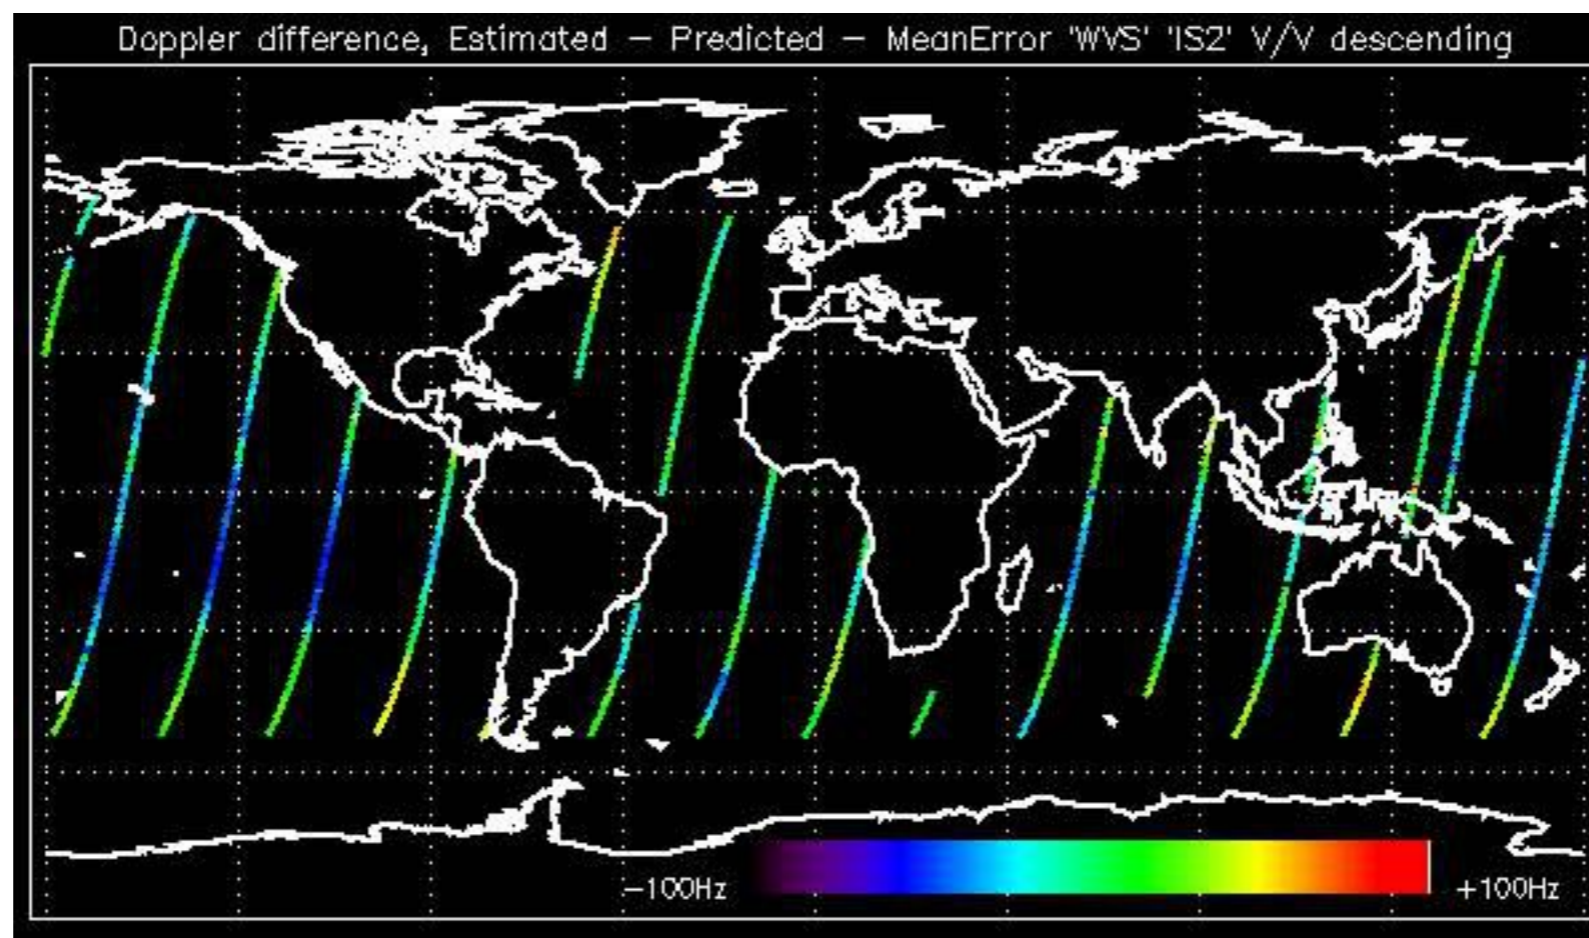 Doppler difference, Estimated – Predicted – MeanError 'WVS' 'IS2' V/V descending
–100Hz
+100Hz